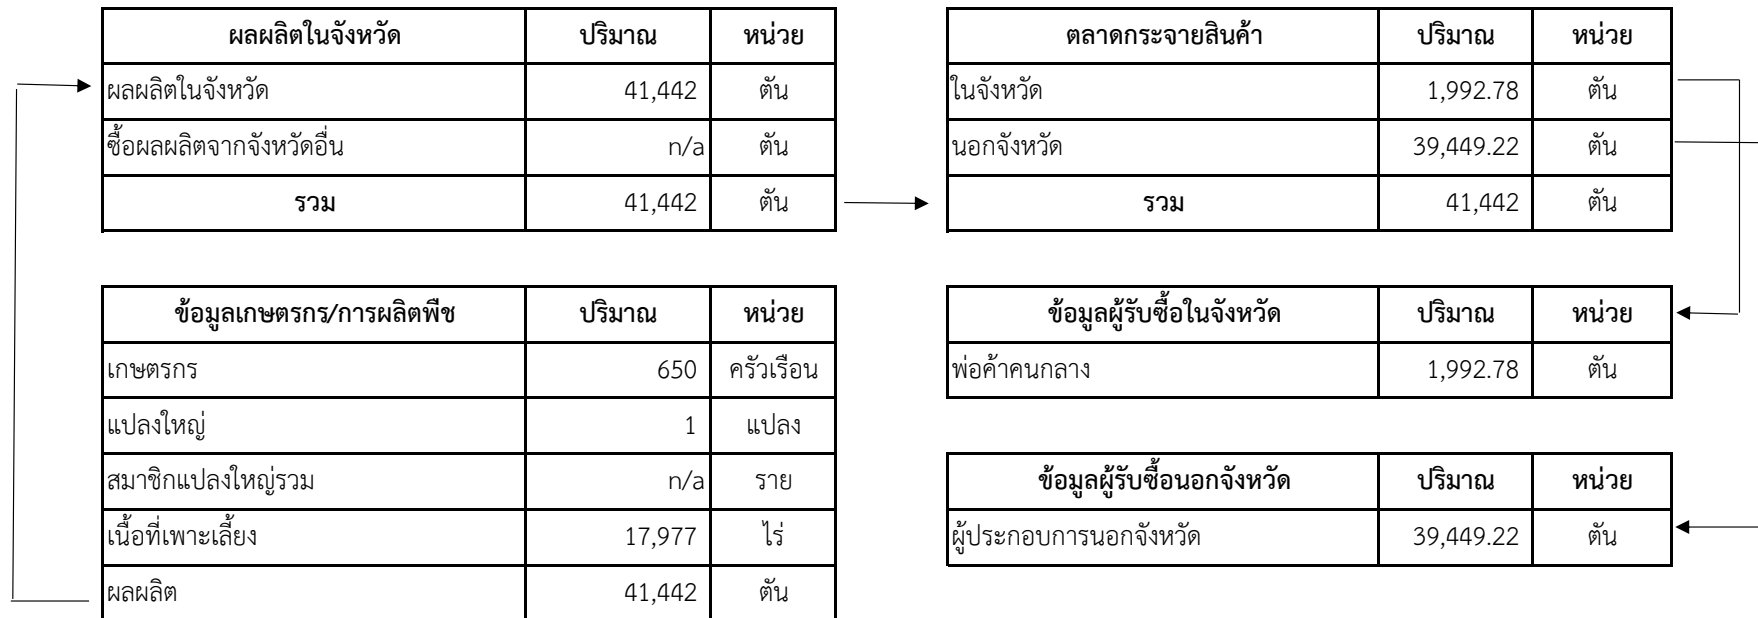 ผลผลิตในจังหวัด ปริมาณ หน่วย
ผลผลิตในจังหวัด 41,442 ตัน
ซื้อผลผลิตจากจังหวัดอื่น n/a ตัน
รวม 41,442 ตัน
ตลาดกระจายสินค้า ปริมาณ หน่วย
ในจังหวัด 1,992.78 ตัน
นอกจังหวัด 39,449.22 ตัน
รวม 41,442 ตัน
ข้อมูลเกษตรกร/การผลิตพืช ปริมาณ หน่วย
เกษตรกร 650 ครัวเรือน
แปลงใหญ่ 1 แปลง
สมาชิกแปลงใหญ่รวม n/a ราย
เนื้อที่เพาะเลี้ยง 17,977 ไร่
ผลผลิต 41,442 ตัน
ข้อมูลผู้รับซื้อในจังหวัด ปริมาณ หน่วย
พ่อค้าคนกลาง 1,992.78 ตัน
ข้อมูลผู้รับซื้อนอกจังหวัด ปริมาณ หน่วย
ผู้ประกอบการนอกจังหวัด 39,449.22 ตัน